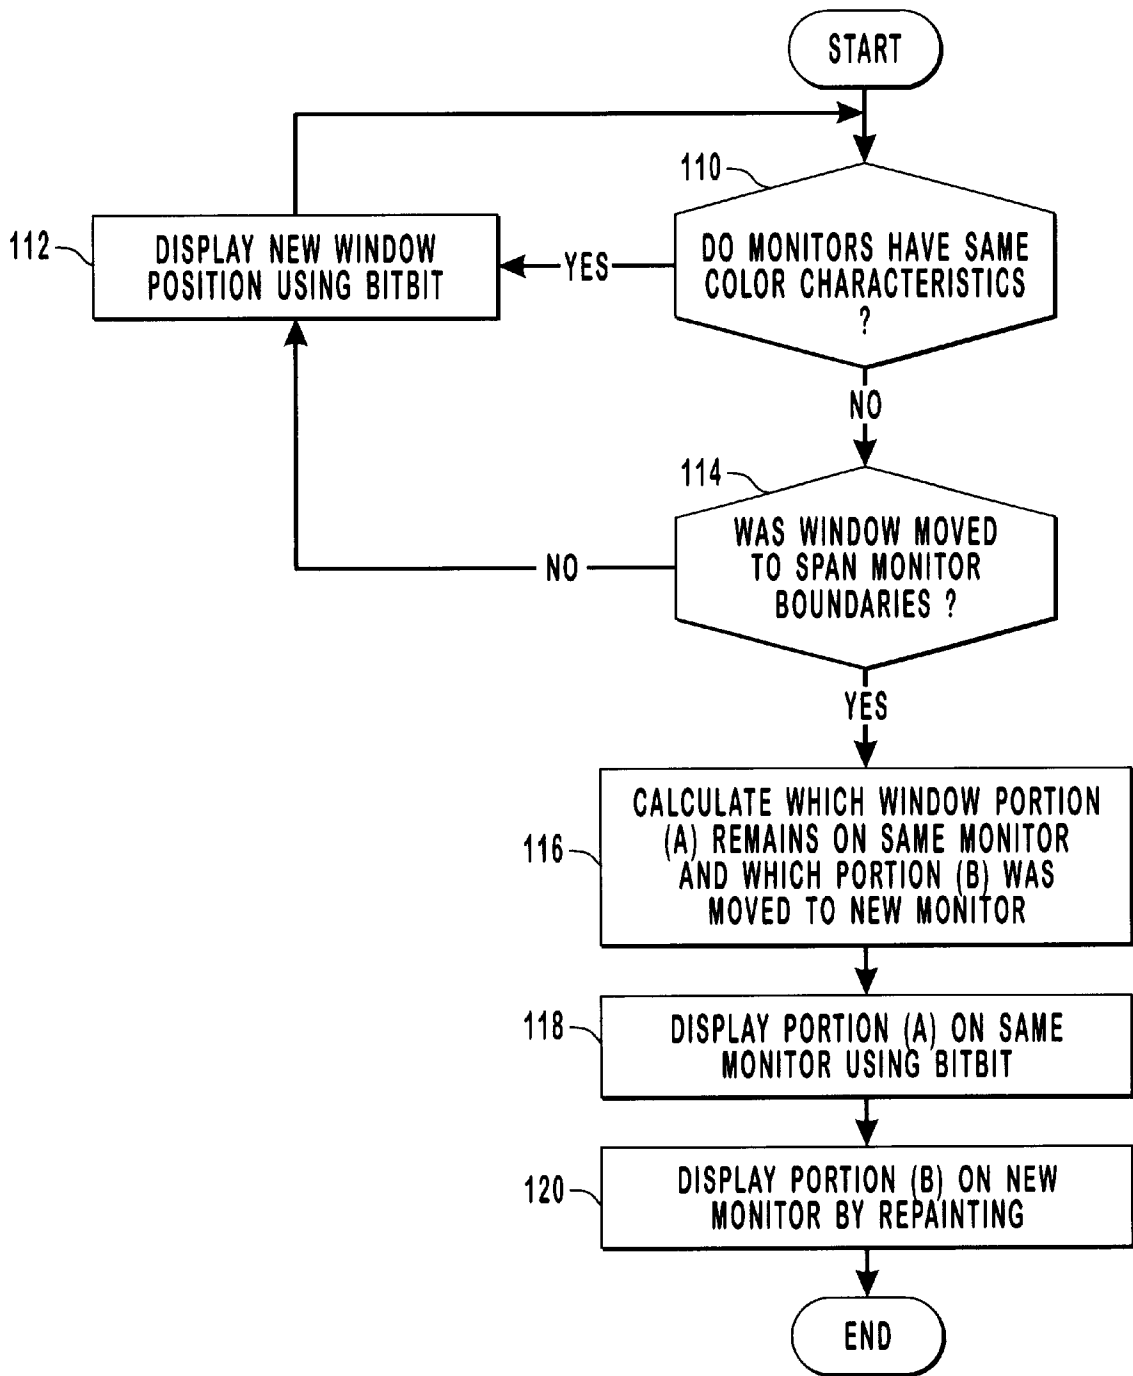 START
110
DO MONITORS HAVE SAME
COLOR CHARACTERISTICS
?
YES
112
DISPLAY NEW WINDOW
POSITION USING BITBIT
NO
114
WAS WINDOW MOVED
TO SPAN MONITOR
BOUNDARIES ?
NO
YES
116
CALCULATE WHICH WINDOW PORTION
(A) REMAINS ON SAME MONITOR
AND WHICH PORTION (B) WAS
MOVED TO NEW MONITOR
118
DISPLAY PORTION (A) ON SAME
MONITOR USING BITBIT
120
DISPLAY PORTION (B) ON NEW
MONITOR BY REPAINTING
END